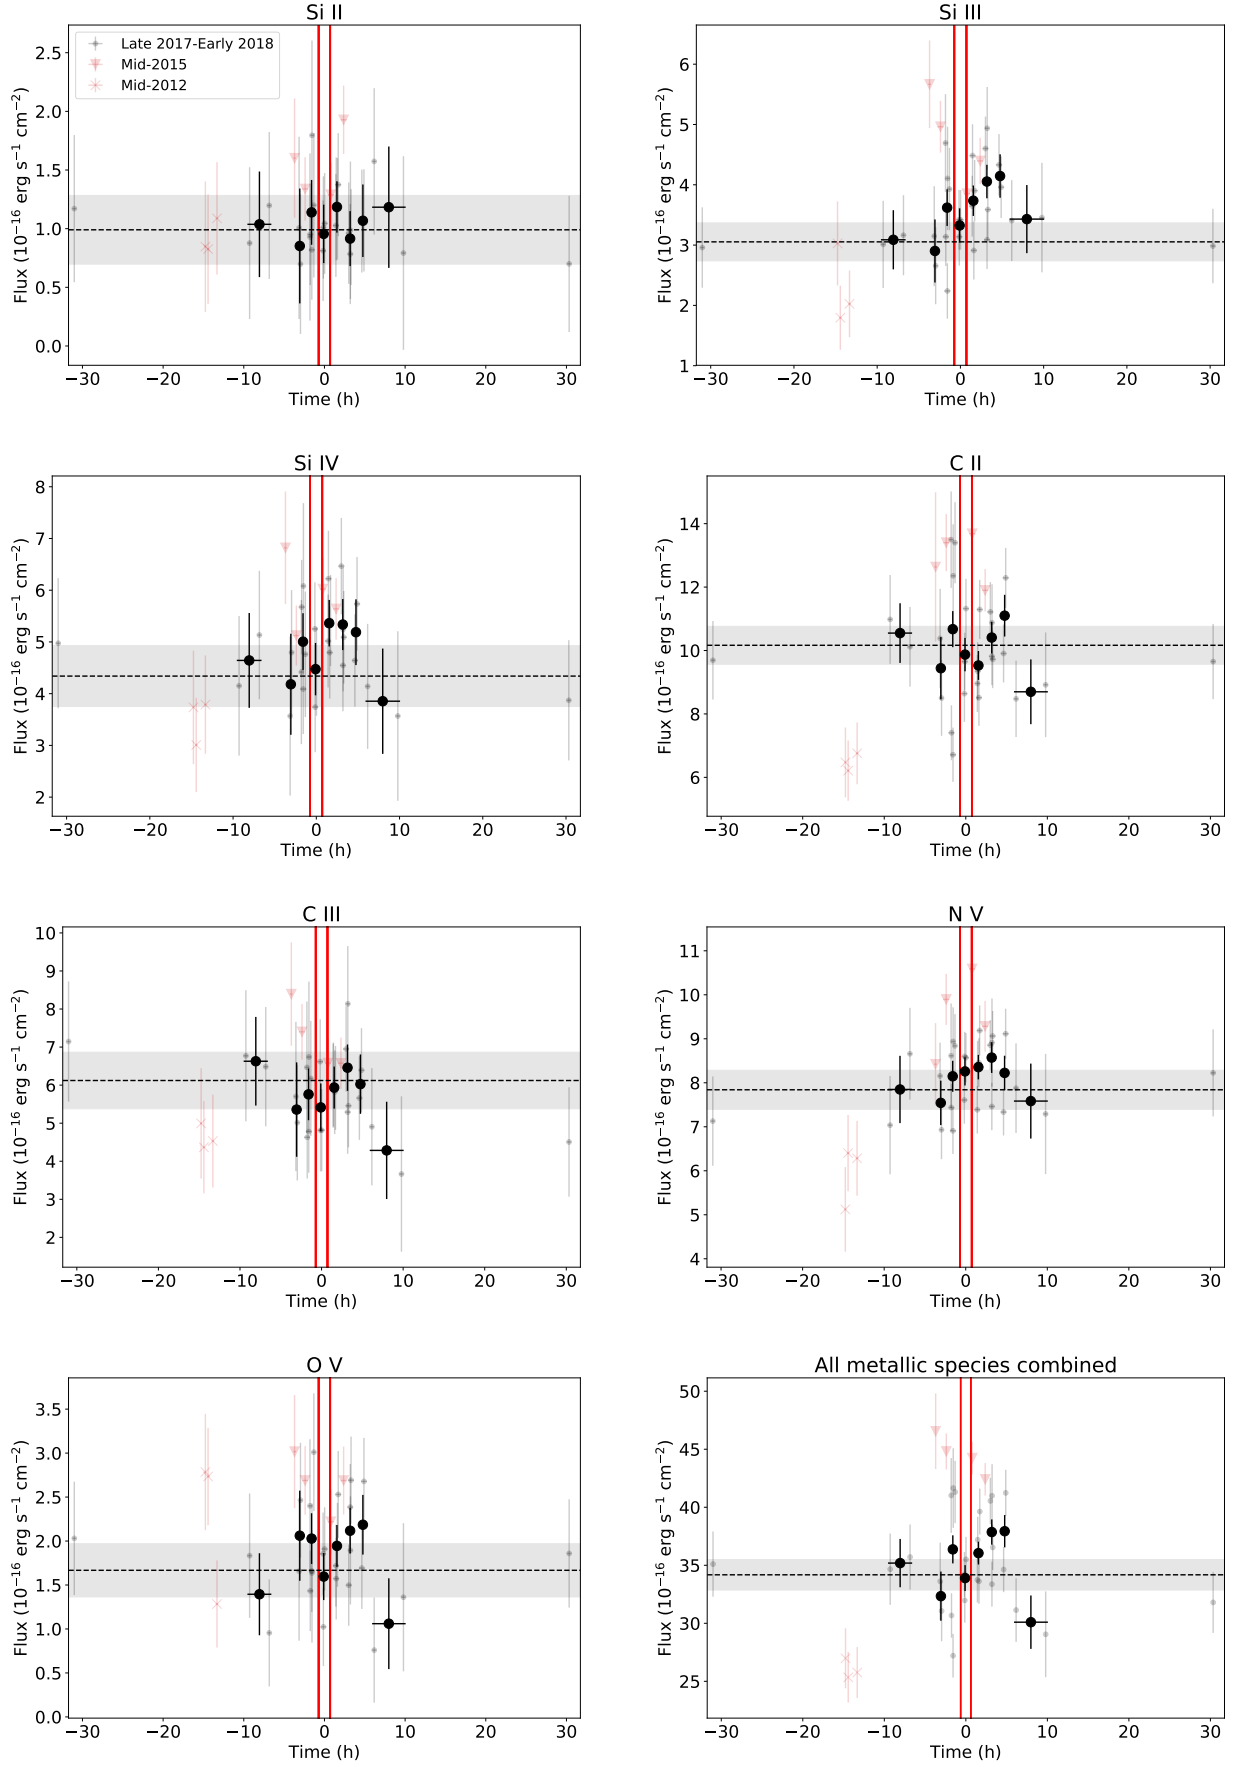 Si II
Flux (10−16 erg s−1 cm−2)
2.5
2.0
1.5
1.0
0.5
0.0
Late 2017-Early 2018
Mid-2015
Mid-2012
−30 −20 −10 0 10 20 30
Time (h)
Si III
Flux (10−16 erg s−1 cm−2)
6
5
4
3
2
1
−30 −20 −10 0 10 20 30
Time (h)
Si IV
Flux (10−16 erg s−1 cm−2)
8
7
6
5
4
3
2
−30 −20 −10 0 10 20 30
Time (h)
C II
Flux (10−16 erg s−1 cm−2)
14
12
10
8
6
−30 −20 −10 0 10 20 30
Time (h)
C III
Flux (10−16 erg s−1 cm−2)
10
9
8
7
6
5
4
3
2
−30 −20 −10 0 10 20 30
Time (h)
N V
Flux (10−16 erg s−1 cm−2)
11
10
9
8
7
6
5
4
−30 −20 −10 0 10 20 30
Time (h)
O V
Flux (10−16 erg s−1 cm−2)
3.5
3.0
2.5
2.0
1.5
1.0
0.5
0.0
−30 −20 −10 0 10 20 30
Time (h)
All metallic species combined
Flux (10−16 erg s−1 cm−2)
50
45
40
35
30
25
−30 −20 −10 0 10 20 30
Time (h)